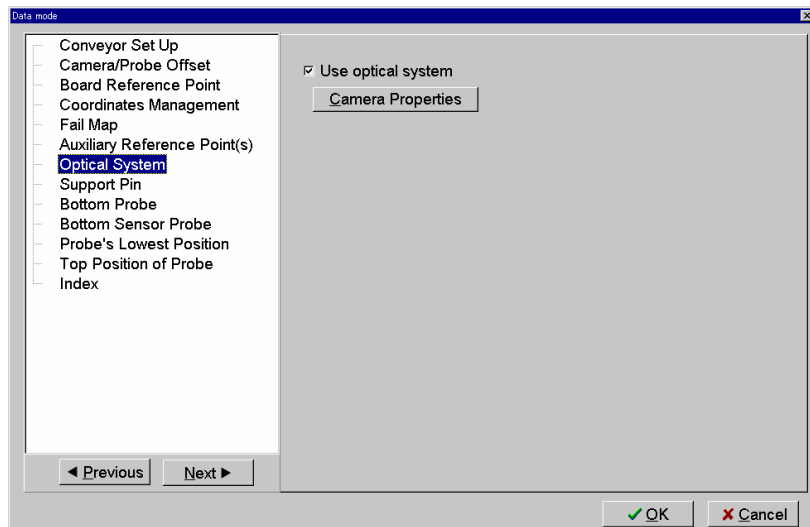 Data mode
Conveyor Set Up
Camera/Probe Offset
Board Reference Point
Coordinates Management
Fail Map
Auxiliary Reference Point(s)
Optical System
Support Pin
Bottom Probe
Bottom Sensor Probe
Probe's Lowest Position
Top Position of Probe
Index
Use optical system
Camera Properties
Previous
Next
OK
Cancel